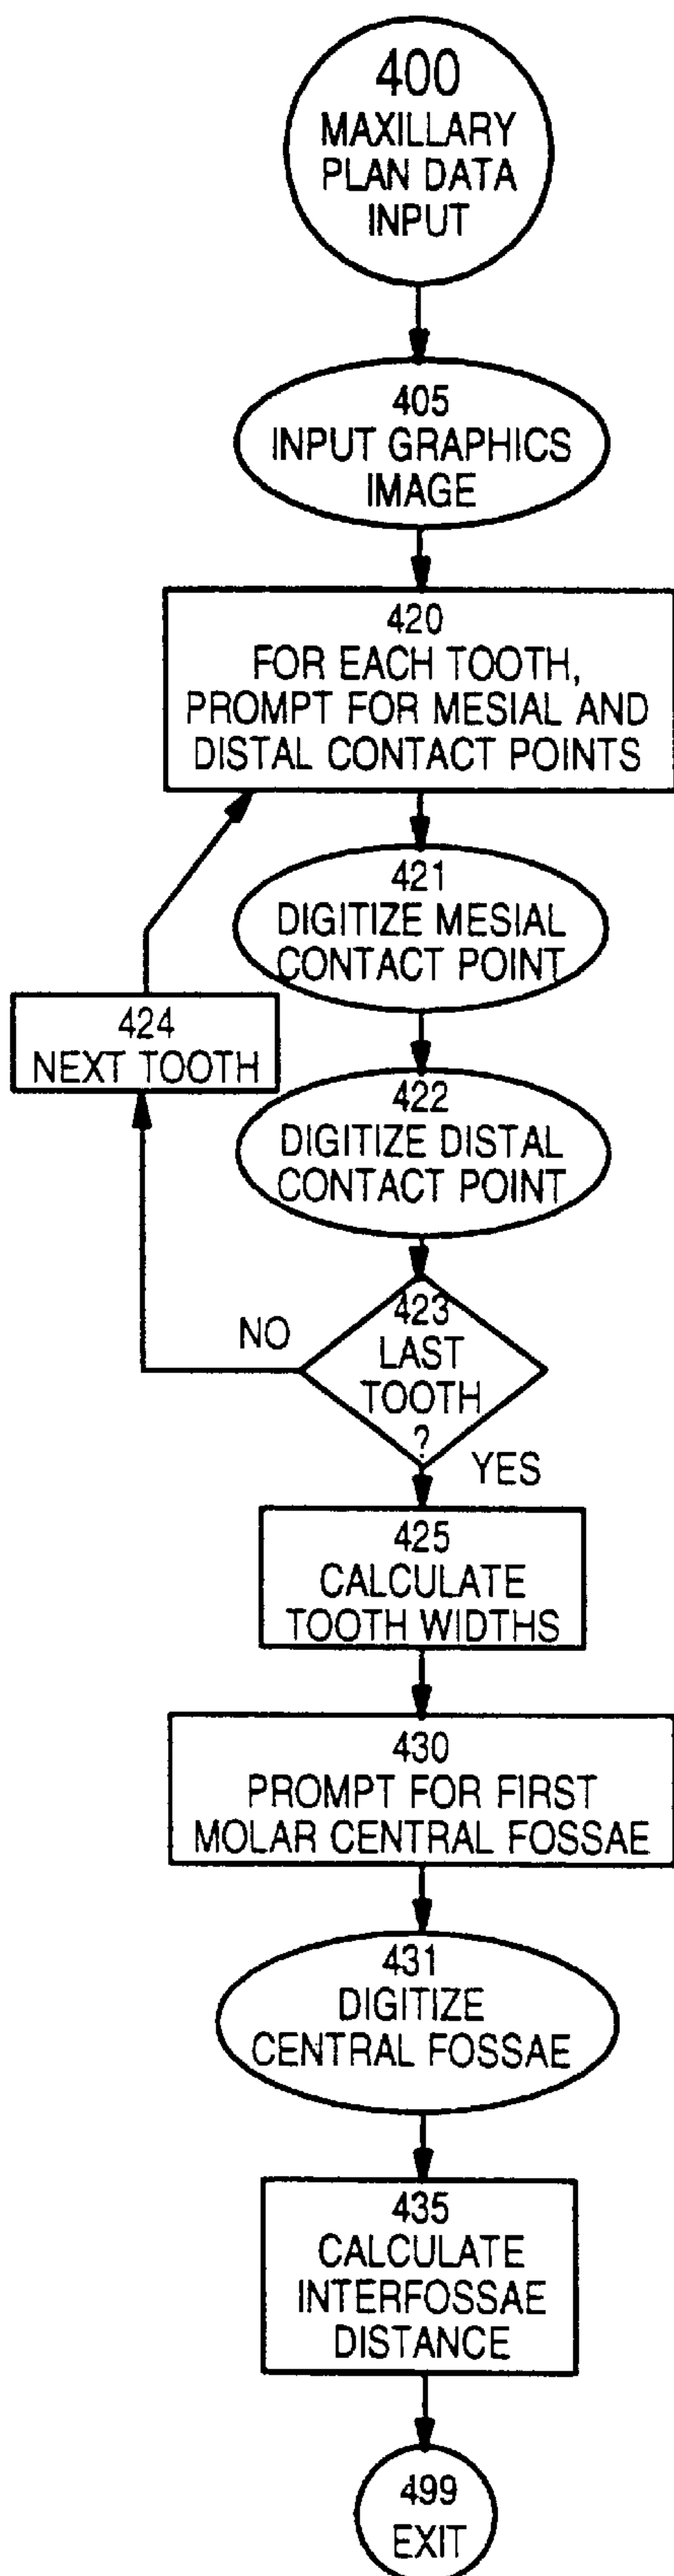 400
MAXILLARY
PLAN DATA
INPUT
405
INPUT GRAPHICS
IMAGE
420
FOR EACH TOOTH,
PROMPT FOR MESIAL AND
DISTAL CONTACT POINTS
421
DIGITIZE MESIAL
CONTACT POINT
424
NEXT TOOTH
422
DIGITIZE DISTAL
CONTACT POINT
423
LAST
TOOTH
?
NO
YES
425
CALCULATE
TOOTH WIDTHS
430
PROMPT FOR FIRST
MOLAR CENTRAL FOSSAE
431
DIGITIZE
CENTRAL FOSSAE
435
CALCULATE
INTERFOSSAE
DISTANCE
499
EXIT